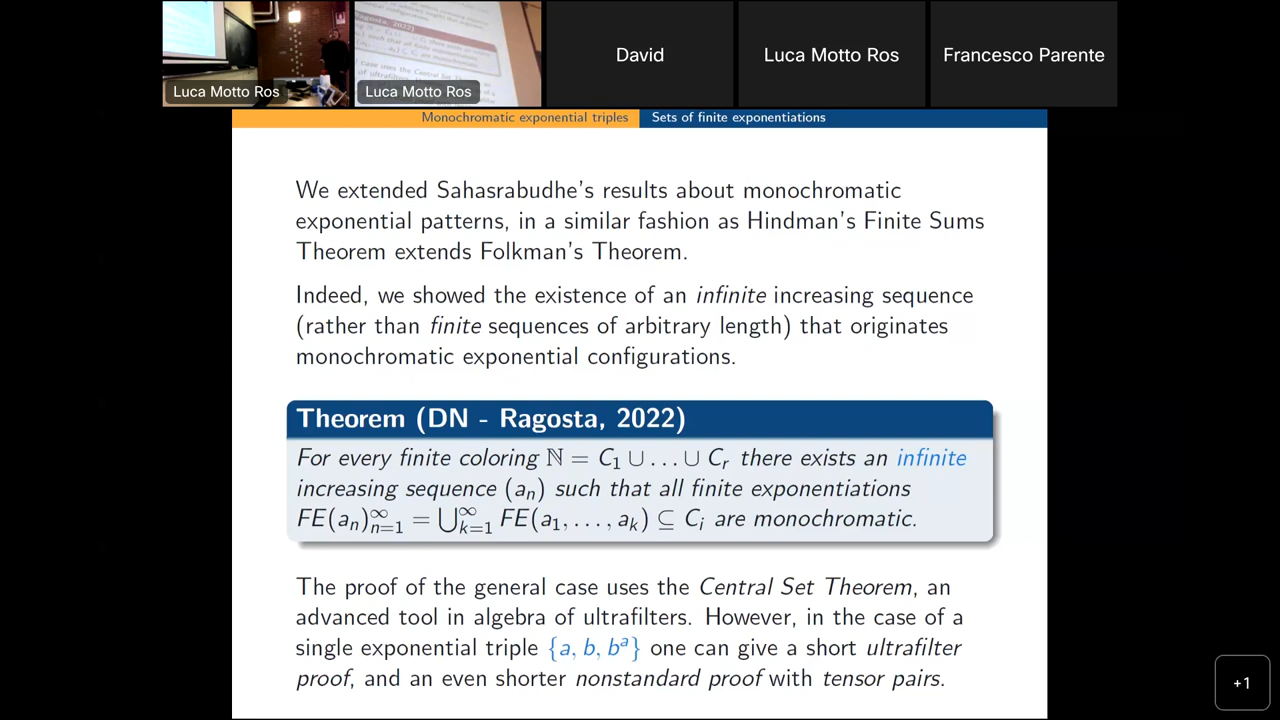 Luca Motto Ros
Luca Motto Ros
David
Luca Motto Ros
Francesco Parente
Monochromatic exponential triples
Sets of finite exponentiations
We extended Sahasrabudhe's results about monochromatic
exponential patterns, in a similar fashion as Hindman's Finite Sums
Theorem extends Folkman's Theorem.
Indeed, we showed the existence of an infinite increasing sequence
(rather than finite sequences of arbitrary length) that originates
monochromatic exponential configurations.
Theorem (DN - Ragosta, 2022)
For every finite coloring ℕ = C₁ ∪ … ∪ Cᵣ there exists an infinite
increasing sequence (aₙ) such that all finite exponentiations
FE(aₙ)_{n=1}^∞ = ⋃_{k=1}^∞ FE(a₁, …, aₖ) ⊆ Cᵢ are monochromatic.
The proof of the general case uses the Central Set Theorem, an
advanced tool in algebra of ultrafilters. However, in the case of a
single exponential triple {a, b, bᵃ} one can give a short ultrafilter
proof, and an even shorter nonstandard proof with tensor pairs.
+1